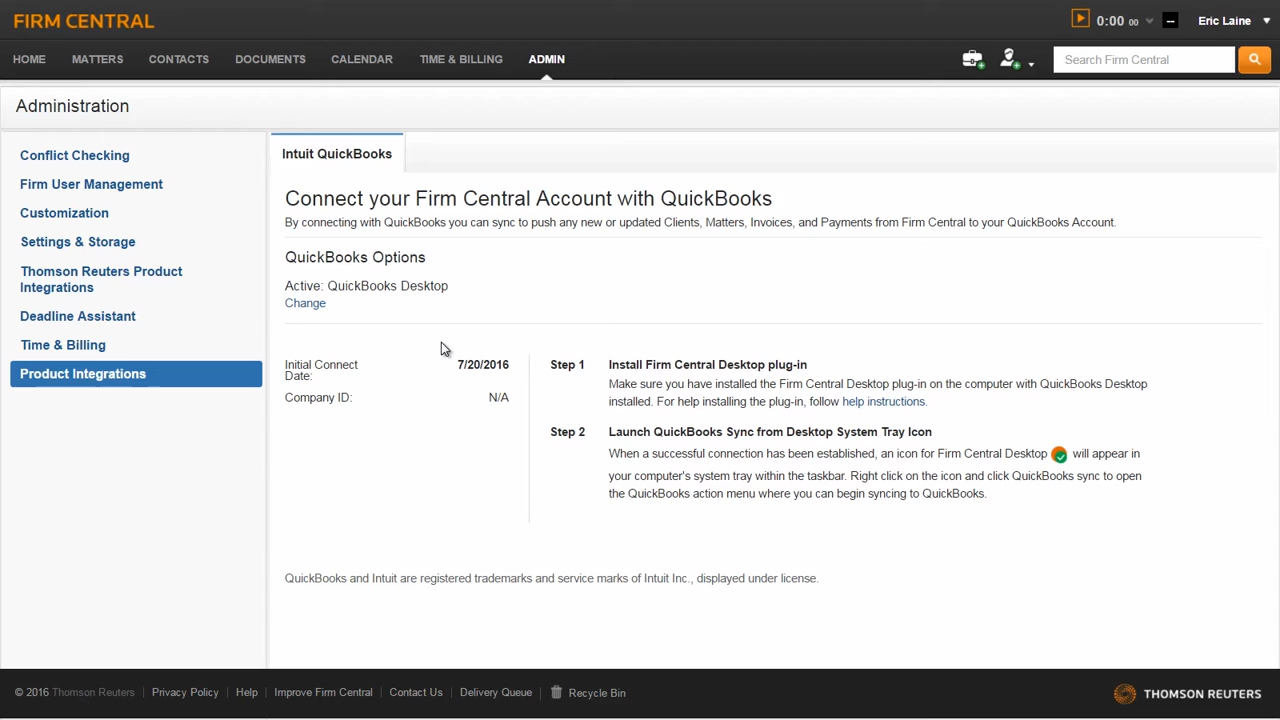 FIRM CENTRAL
0:00 00
--
Eric Laine
HOME
MATTERS
CONTACTS
DOCUMENTS
CALENDAR
TIME & BILLING
ADMIN
Search Firm Central
Administration
Conflict Checking
Firm User Management
Customization
Settings & Storage
Thomson Reuters Product
Integrations
Deadline Assistant
Time & Billing
Product Integrations
Intuit QuickBooks
Connect your Firm Central Account with QuickBooks
By connecting with QuickBooks you can sync to push any new or updated Clients, Matters, Invoices, and Payments from Firm Central to your QuickBooks Account.
QuickBooks Options
Active: QuickBooks Desktop
Change
Initial Connect
Date:
7/20/2016
Company ID:
N/A
Step 1
Install Firm Central Desktop plug-in
Make sure you have installed the Firm Central Desktop plug-in on the computer with QuickBooks Desktop
installed. For help installing the plug-in, follow help instructions.
Step 2
Launch QuickBooks Sync from Desktop System Tray Icon
When a successful connection has been established, an icon for Firm Central Desktop will appear in
your computer's system tray within the taskbar. Right click on the icon and click QuickBooks sync to open
the QuickBooks action menu where you can begin syncing to QuickBooks.
QuickBooks and Intuit are registered trademarks and service marks of Intuit Inc., displayed under license.
© 2016 Thomson Reuters
Privacy Policy
Help
Improve Firm Central
Contact Us
Delivery Queue
Recycle Bin
THOMSON REUTERS